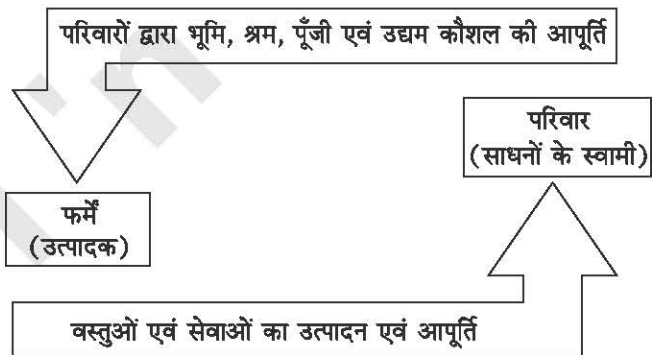 परिवारों द्वारा भूमि, श्रम, पूँजी एवं उद्यम कौशल की आपूर्ति
परिवार
(साधनों के स्वामी)
फर्में
(उत्पादक)
वस्तुओं एवं सेवाओं का उत्पादन एवं आपूर्ति